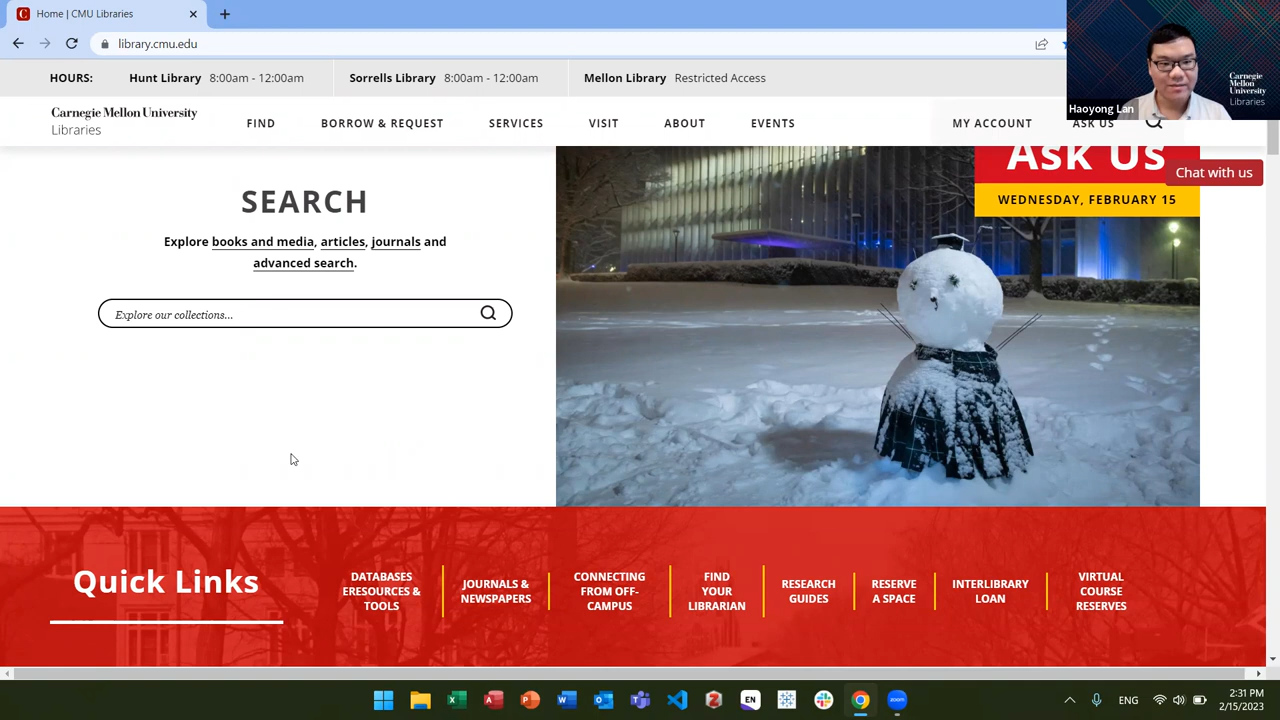 Home | CMU Libraries
library.cmu.edu
HOURS: Hunt Library 8:00am - 12:00am Sorrells Library 8:00am - 12:00am Mellon Library Restricted Access
Carnegie Mellon University
Libraries
FIND BORROW & REQUEST SERVICES VISIT ABOUT EVENTS MY ACCOUNT ASK US
Haoyong Lan
Carnegie
Mellon
University
Libraries
Ask Us
Chat with us
WEDNESDAY, FEBRUARY 15
SEARCH
Explore books and media, articles, journals and
advanced search.
Explore our collections...
Quick Links
DATABASES
ERESOURCES &
TOOLS
JOURNALS &
NEWSPAPERS
CONNECTING
FROM OFF-
CAMPUS
FIND
YOUR
LIBRARIAN
RESEARCH
GUIDES
RESERVE
A SPACE
INTERLIBRARY
LOAN
VIRTUAL
COURSE
RESERVES
EN
zoom
ENG
2:31 PM
2/15/2023